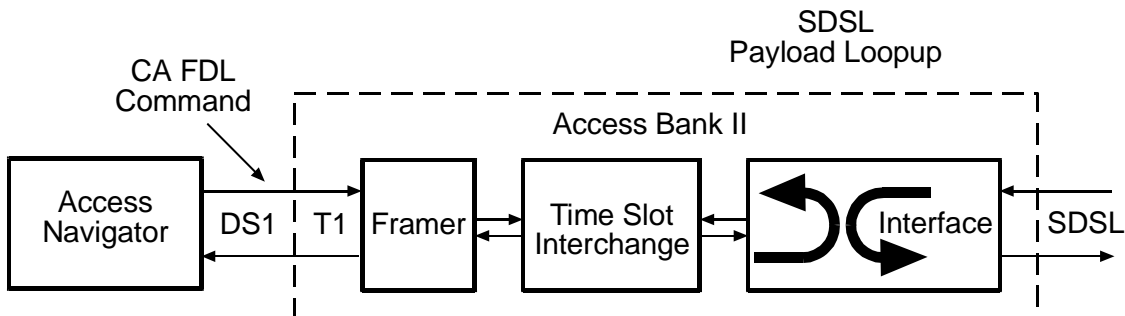 SDSL
Payload Loopup
CA FDL
Command
Access Bank II
Access
Navigator
DS1
T1
Framer
Time Slot
Interchange
Interface
SDSL